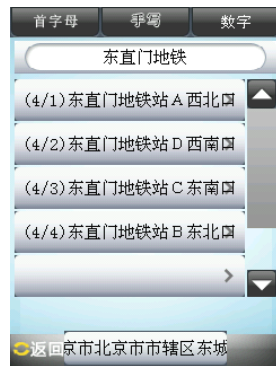 首字母 手写 数字
东直门地铁
(4/1)东直门地铁站A西北口
(4/2)东直门地铁站D西南口
(4/3)东直门地铁站C东南口
(4/4)东直门地铁站B东北口
>
返回 京市北京市市辖区东城